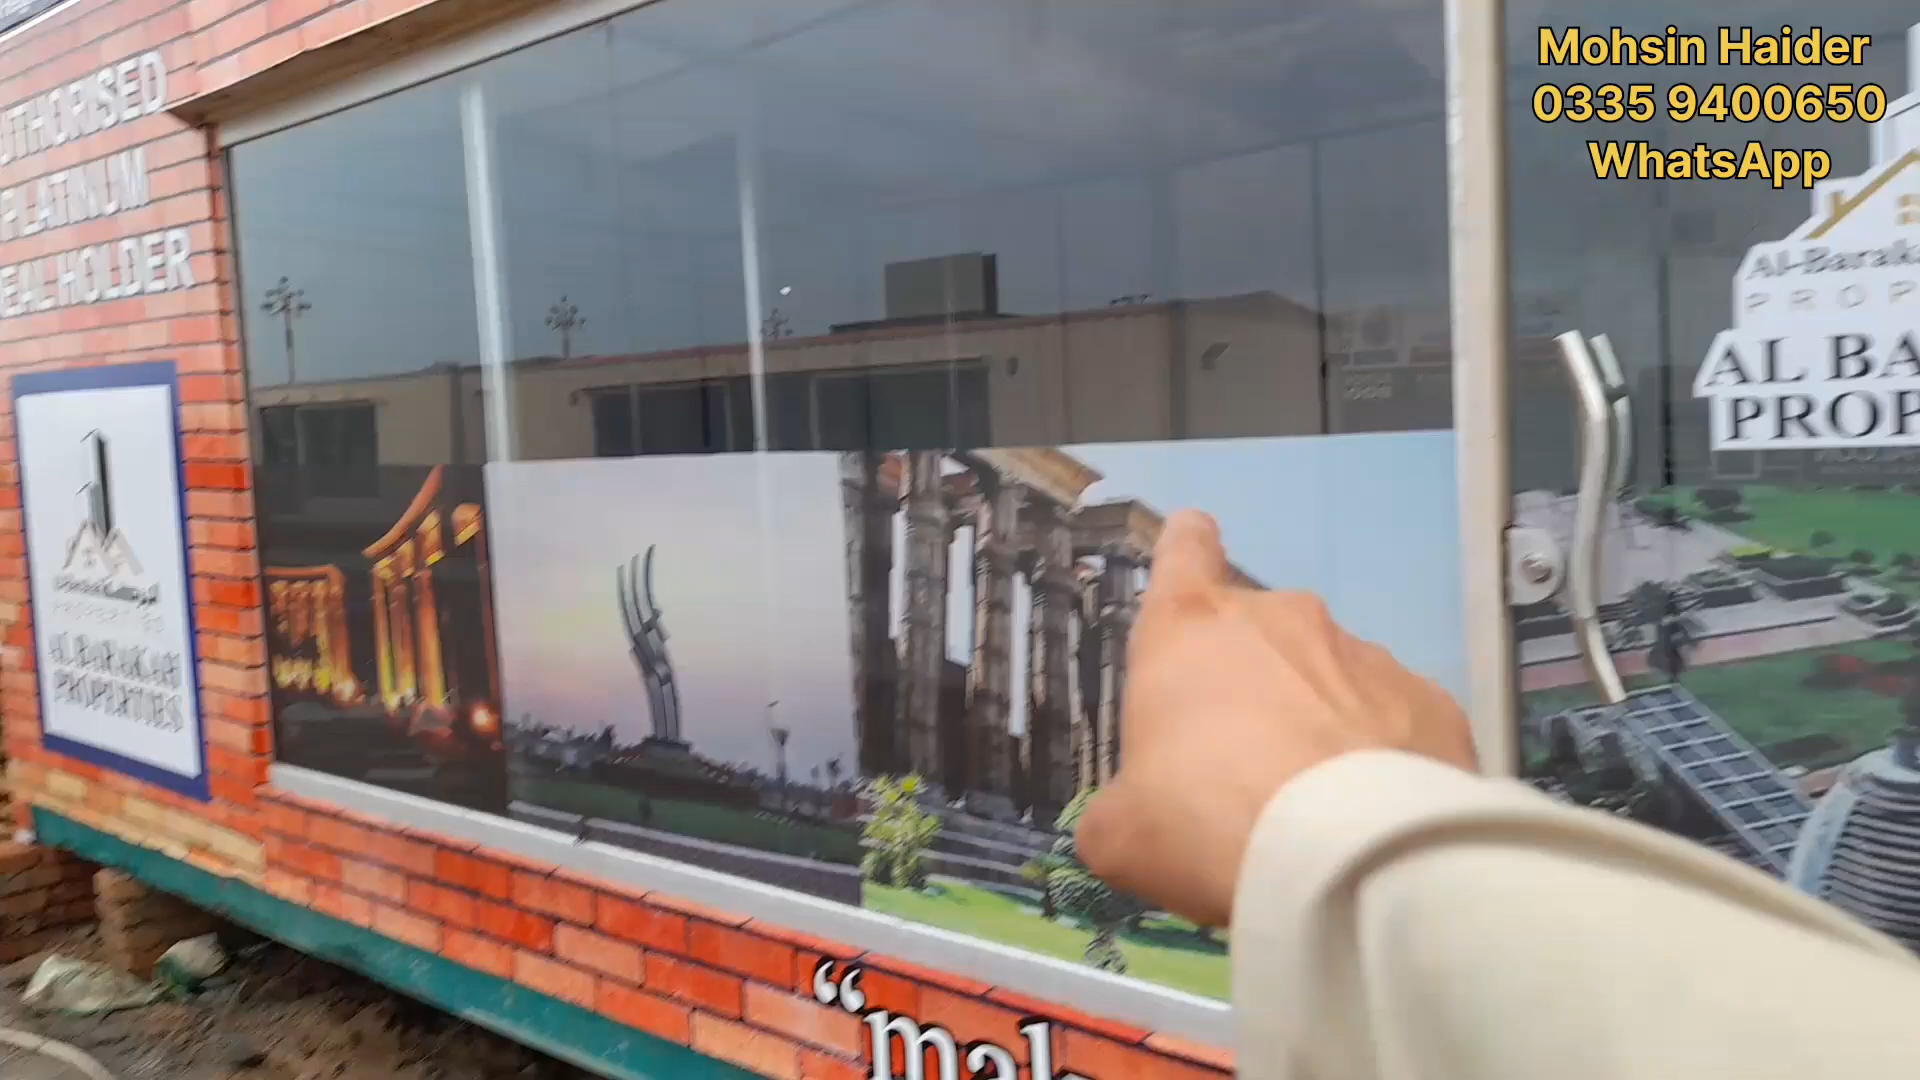 Mohsin Haider
0335 9400650
WhatsApp
UTHORISED
PLATINUM
EAL HOLDER
Al-Barak
PROP
AL BA
PROP
AL BARAKAH
PROPERTIES
“mal